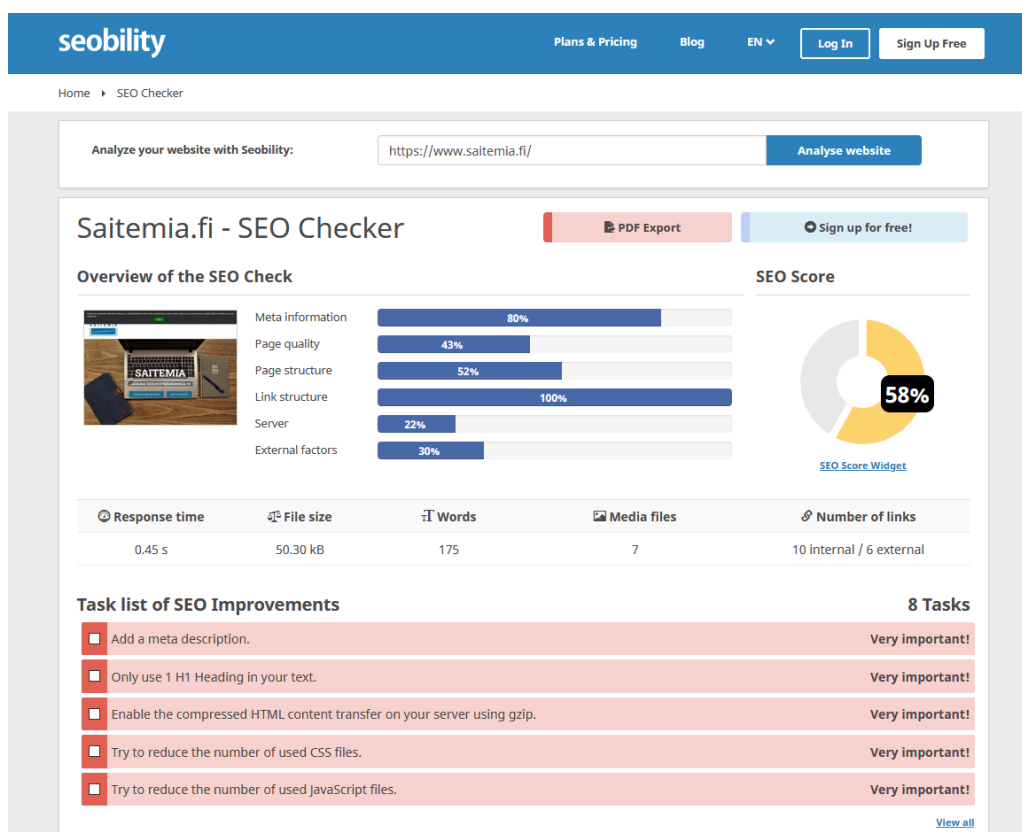 seobility
Plans & Pricing Blog EN Log In Sign Up Free
Home SEO Checker
Analyze your website with Seobility: https://www.saitemia.fi/ Analyse website
Saitemia.fi - SEO Checker PDF Export Sign up for free!
Overview of the SEO Check SEO Score
SAITEMIA
Meta information 80%
Page quality 43%
Page structure 52%
Link structure 100%
Server 22%
External factors 30%
58%
SEO Score Widget
Response time File size Words Media files Number of links
0.45 s 50.30 kB 175 7 10 internal / 6 external
Task list of SEO Improvements 8 Tasks
Add a meta description. Very important!
Only use 1 H1 Heading in your text. Very important!
Enable the compressed HTML content transfer on your server using gzip. Very important!
Try to reduce the number of used CSS files. Very important!
Try to reduce the number of used JavaScript files. Very important!
View all